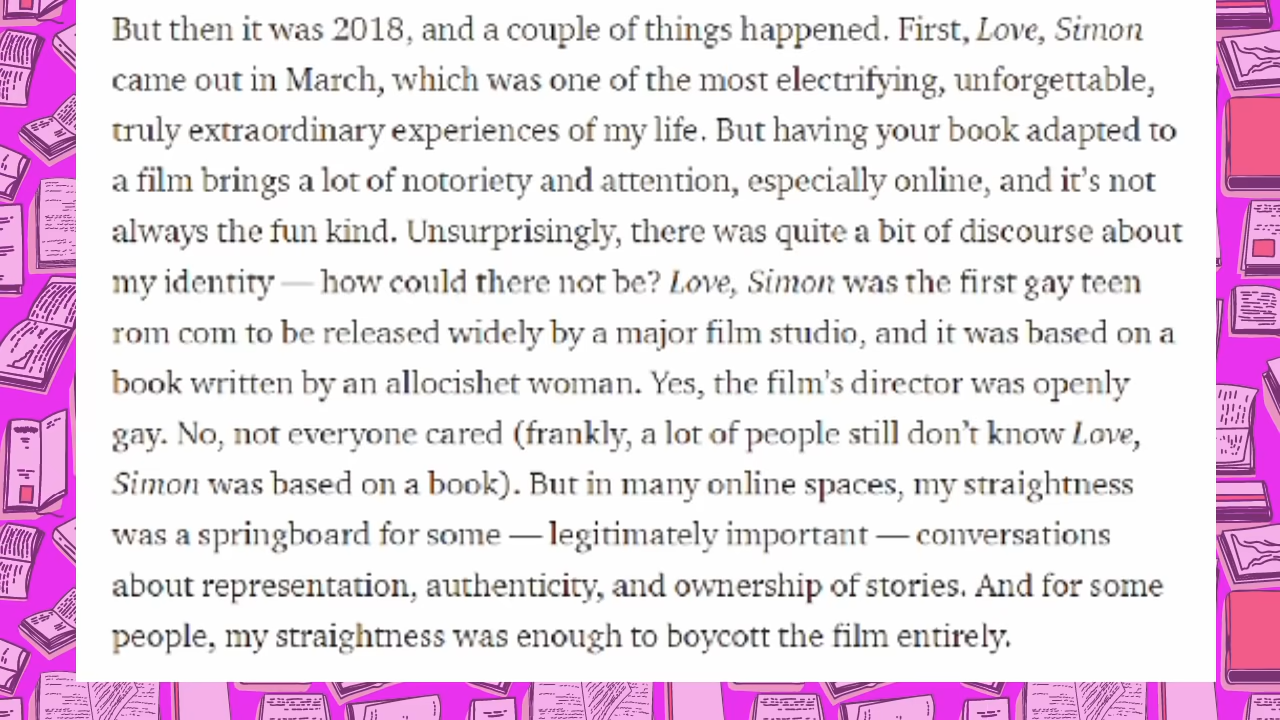 But then it was 2018, and a couple of things happened. First, Love, Simon
came out in March, which was one of the most electrifying, unforgettable,
truly extraordinary experiences of my life. But having your book adapted to
a film brings a lot of notoriety and attention, especially online, and it’s not
always the fun kind. Unsurprisingly, there was quite a bit of discourse about
my identity — how could there not be? Love, Simon was the first gay teen
rom com to be released widely by a major film studio, and it was based on a
book written by an allocishet woman. Yes, the film’s director was openly
gay. No, not everyone cared (frankly, a lot of people still don’t know Love,
Simon was based on a book). But in many online spaces, my straightness
was a springboard for some — legitimately important — conversations
about representation, authenticity, and ownership of stories. And for some
people, my straightness was enough to boycott the film entirely.